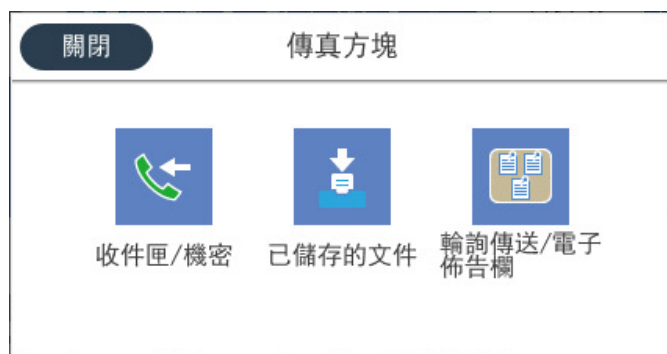 關閉
傳真方塊
收件匣/機密
已儲存的文件
輪詢傳送/電子
佈告欄